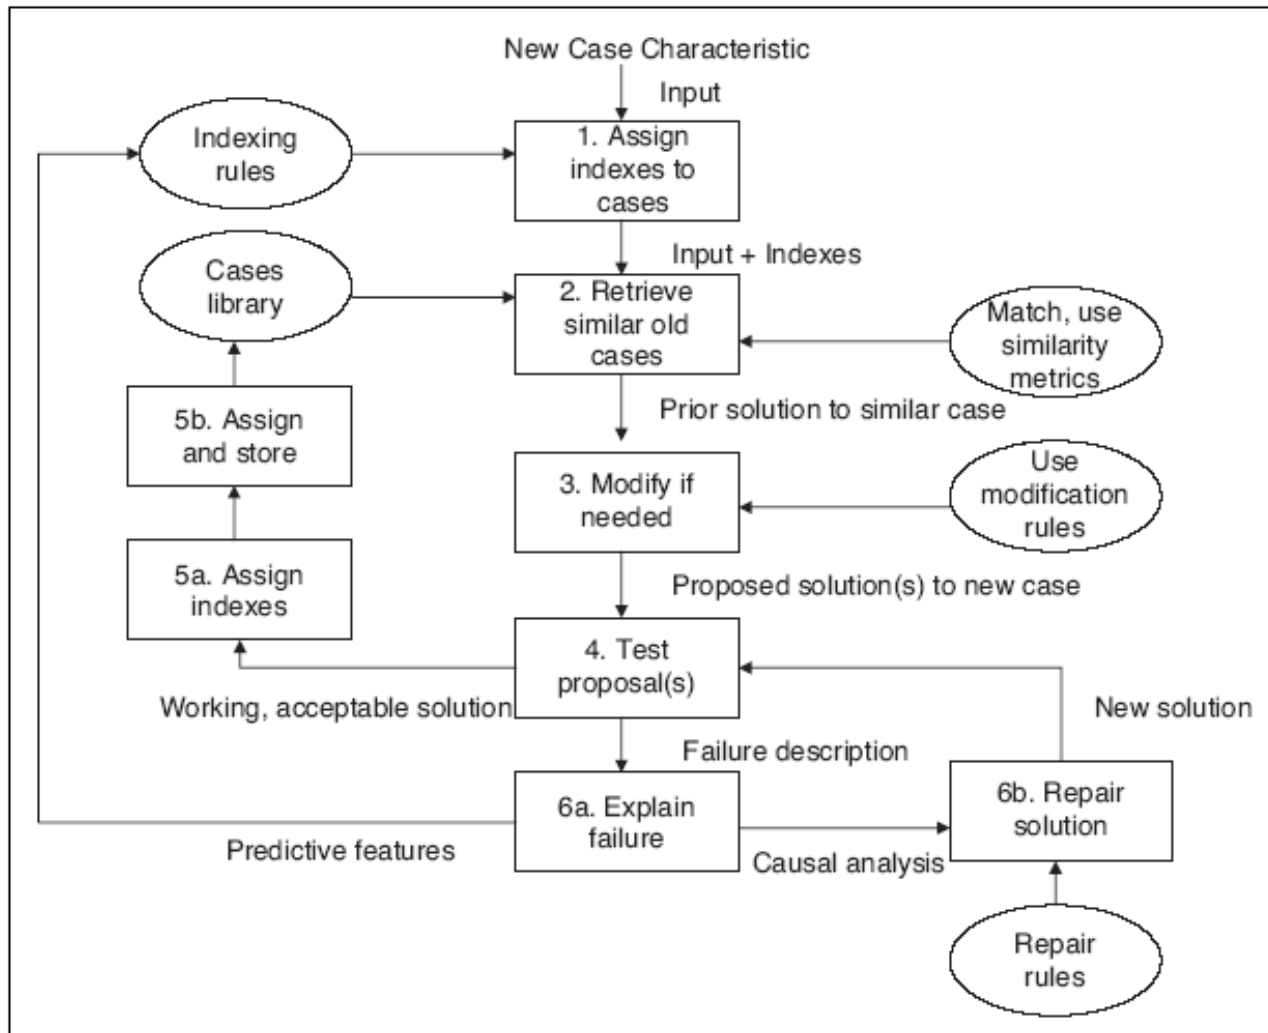 New Case Characteristic
Input
Indexing
rules
1. Assign
indexes to
cases
Input + Indexes
Cases
library
2. Retrieve
similar old
cases
Match, use
similarity
metrics
Prior solution to similar case
5b. Assign
and store
3. Modify if
needed
Use
modification
rules
5a. Assign
indexes
Proposed solution(s) to new case
4. Test
proposal(s)
Working, acceptable solution
New solution
Failure description
6a. Explain
failure
6b. Repair
solution
Predictive features
Causal analysis
Repair
rules